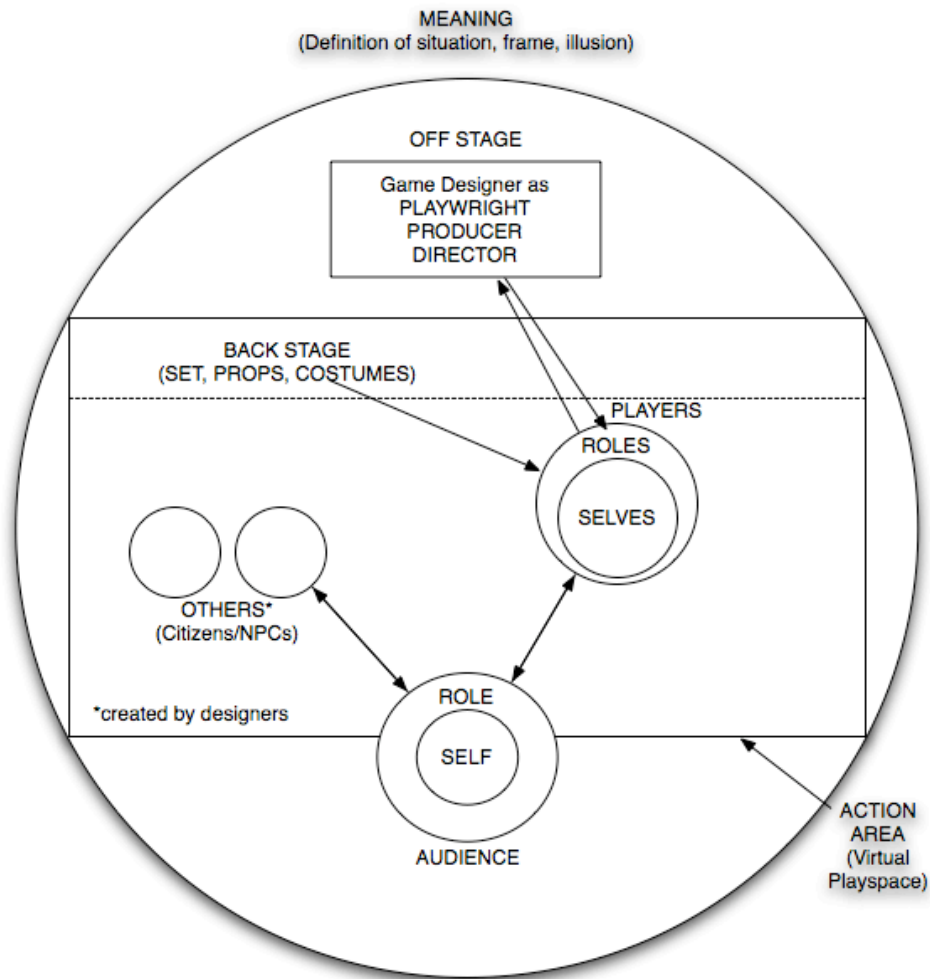 MEANING
(Definition of situation, frame, illusion)
OFF STAGE
Game Designer as
PLAYWRIGHT
PRODUCER
DIRECTOR
BACK STAGE
(SET, PROPS, COSTUMES)
PLAYERS
ROLES
SELVES
OTHERS*
(Citizens/NPCs)
*created by designers
ROLE
SELF
AUDIENCE
ACTION
AREA
(Virtual
Playspace)